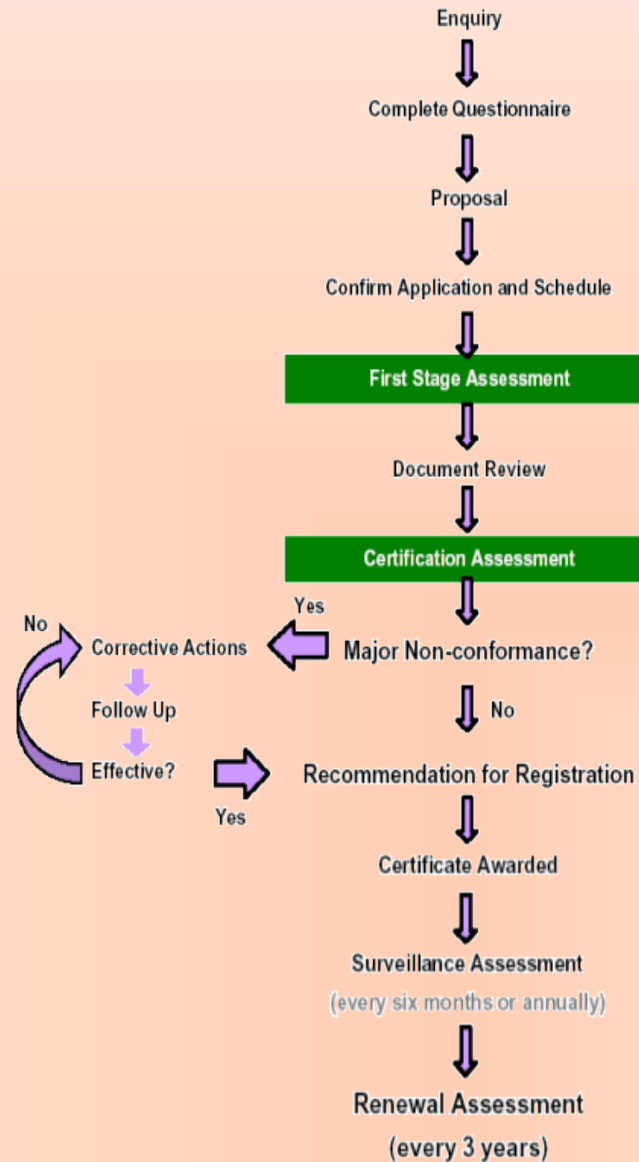 Enquiry
Complete Questionnaire
Proposal
Confirm Application and Schedule
First Stage Assessment
Document Review
Certification Assessment
Yes
No
Corrective Actions
Major Non-conformance?
Follow Up
No
Effective?
Yes
Recommendation for Registration
Certificate Awarded
Surveillance Assessment
(every six months or annually)
Renewal Assessment
(every 3 years)